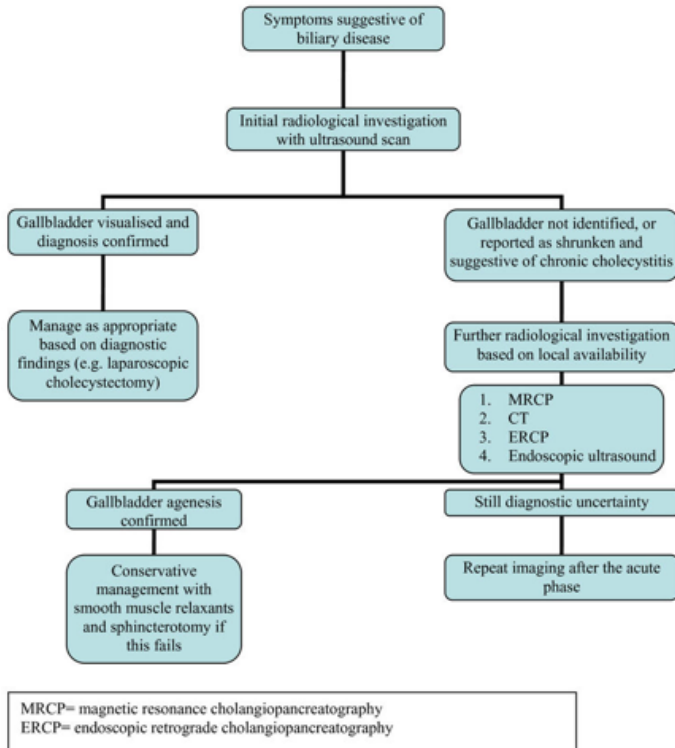 Symptoms suggestive of
biliary disease
Initial radiological investigation
with ultrasound scan
Gallbladder visualised and
diagnosis confirmed
Gallbladder not identified, or
reported as shrunken and
suggestive of chronic cholecystitis
Manage as appropriate
based on diagnostic
findings (e.g. laparoscopic
cholecystectomy)
Further radiological investigation
based on local availability
1. MRCP
2. CT
3. ERCP
4. Endoscopic ultrasound
Gallbladder agenesis
confirmed
Still diagnostic uncertainty
Conservative
management with
smooth muscle relaxants
and sphincterotomy if
this fails
Repeat imaging after the acute
phase
MRCP= magnetic resonance cholangiopancreatography
ERCP= endoscopic retrograde cholangiopancreatography